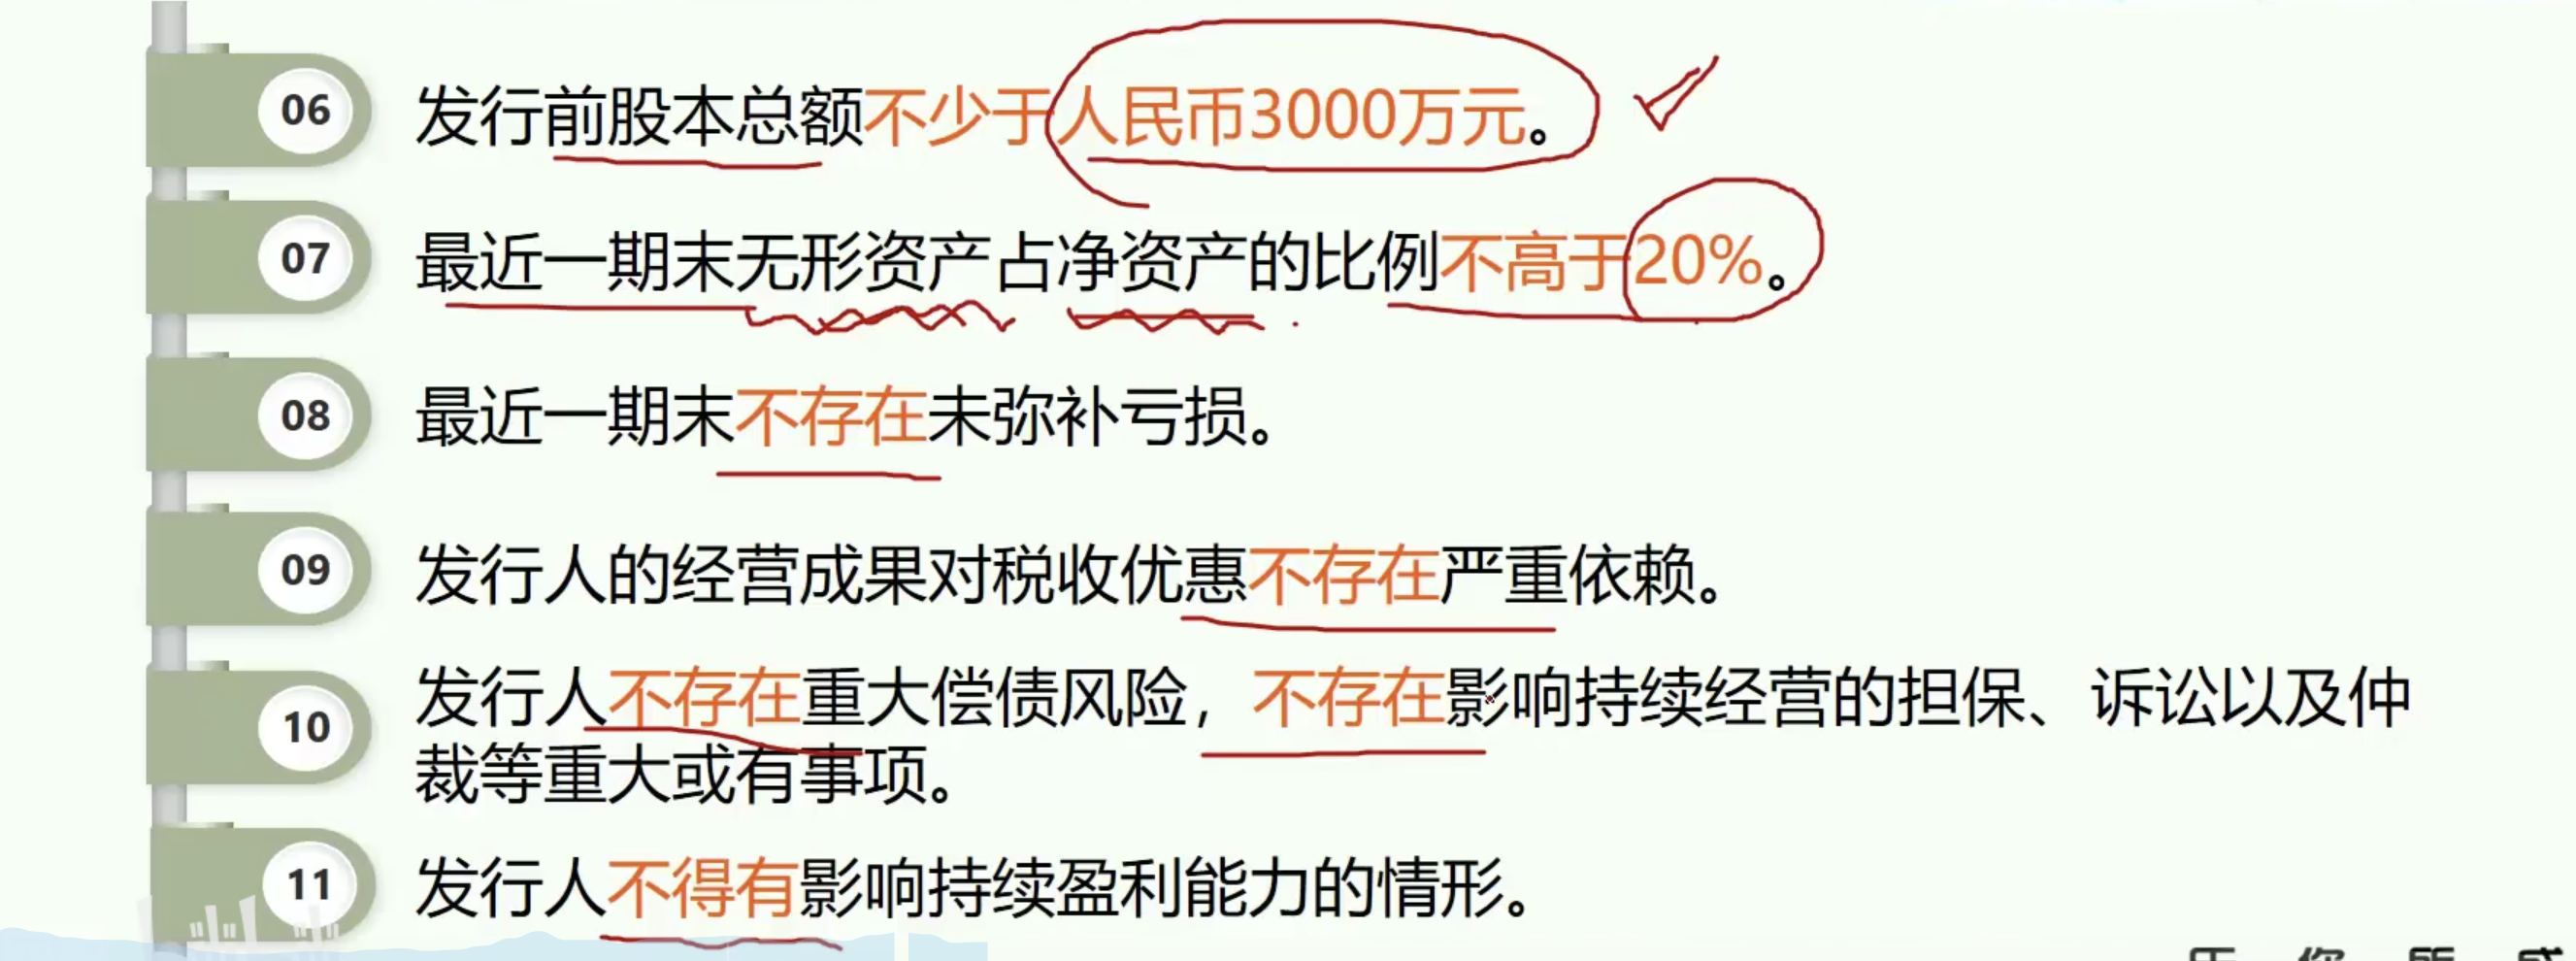 06 发行前股本总额不少于人民币3000万元。
07 最近一期末无形资产占净资产的比例不高于20%。
08 最近一期末不存在未弥补亏损。
09 发行人的经营成果对税收优惠不存在严重依赖。
10 发行人不存在重大偿债风险，不存在影响持续经营的担保、诉讼以及仲
裁等重大或有事项。
11 发行人不得有影响持续盈利能力的情形。